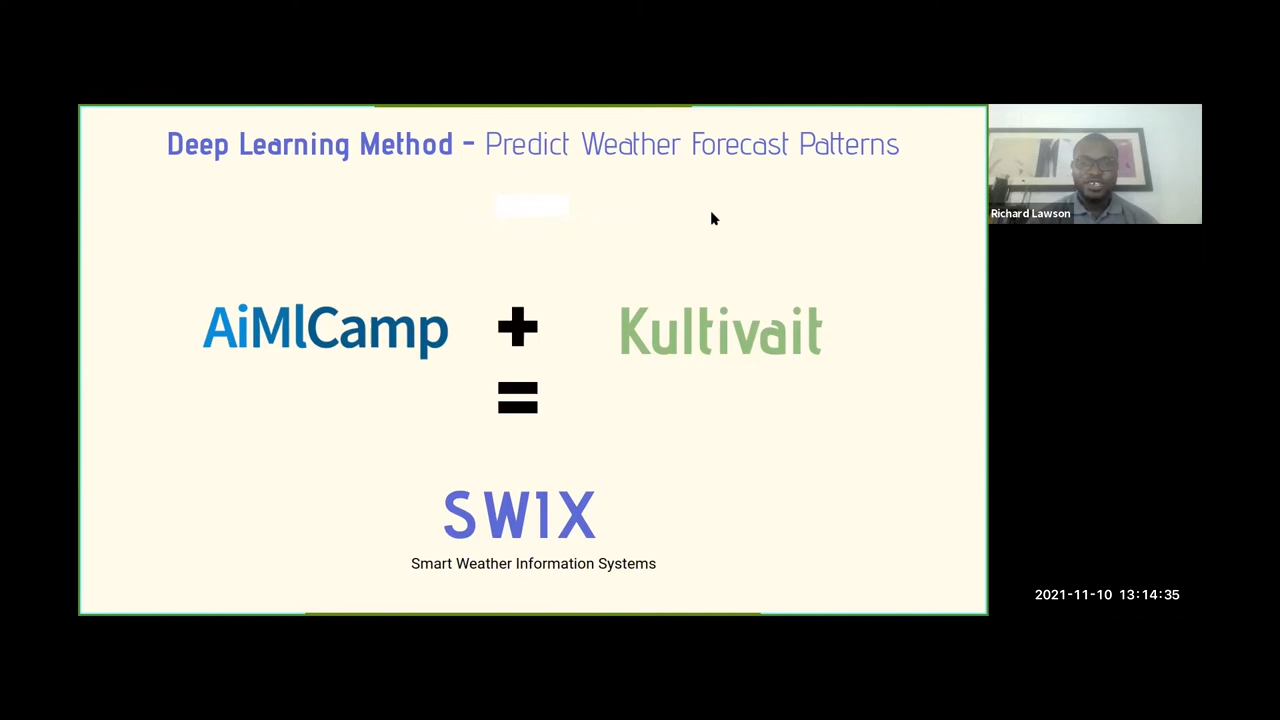 Deep Learning Method - Predict Weather Forecast Patterns
Richard Lawson
AiMlCamp + Kultivait
=
SW1X
Smart Weather Information Systems
2021-11-10 13:14:35